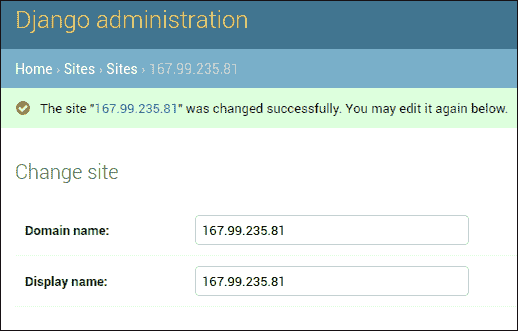 Django administration
Home › Sites › Sites › 167.99.235.81
The site "167.99.235.81" was changed successfully. You may edit it again below.
Change site
Domain name: 167.99.235.81
Display name: 167.99.235.81